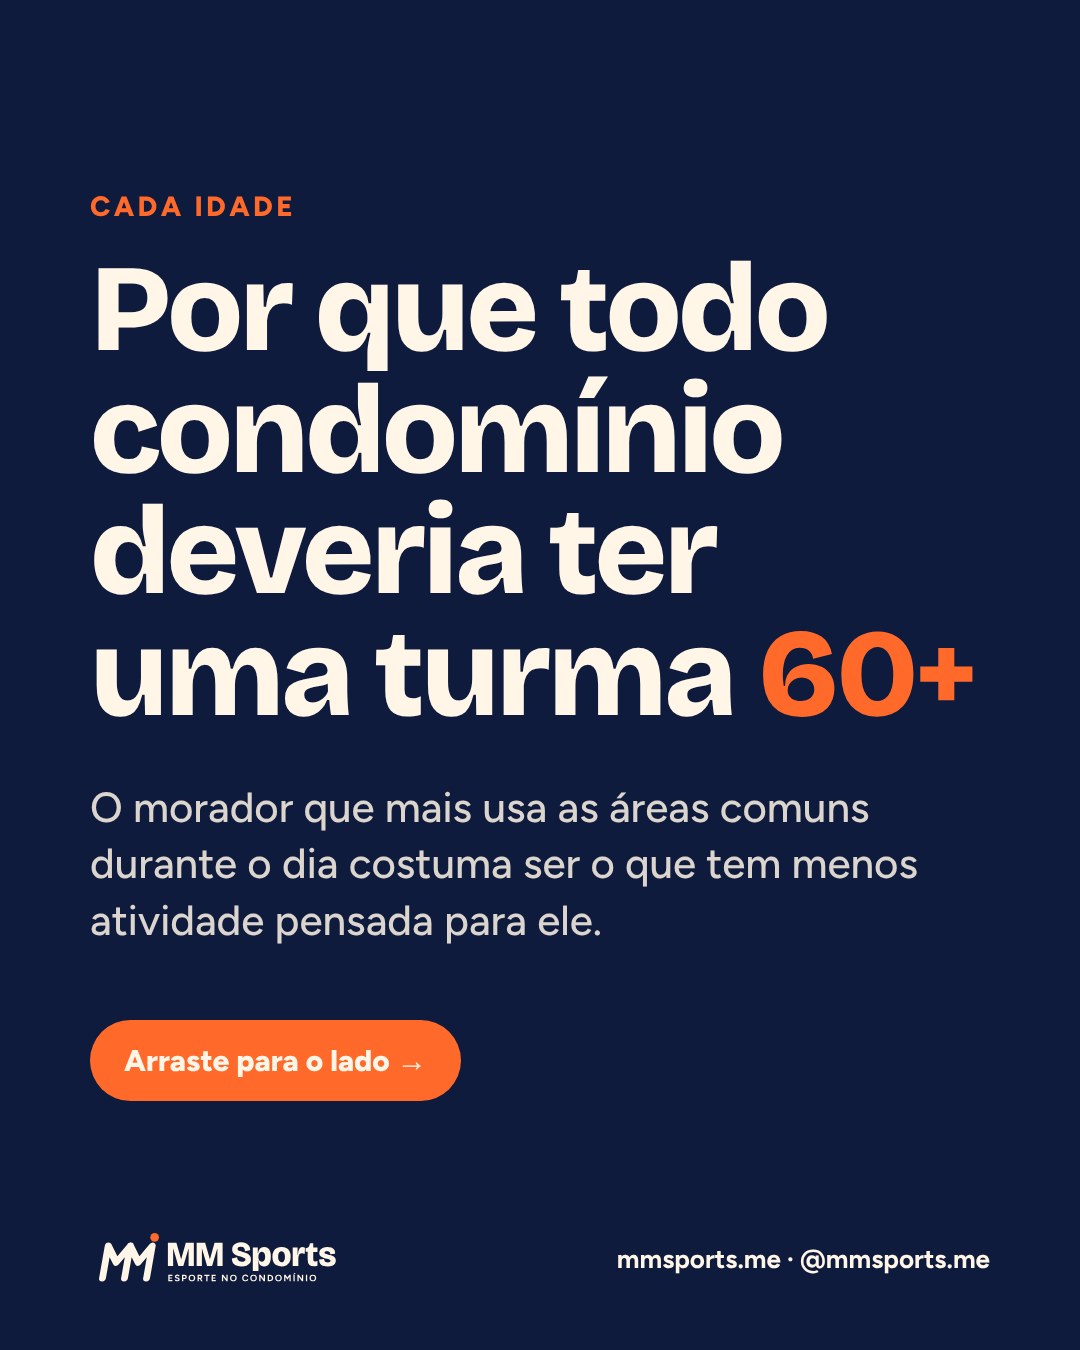 CADA IDADE
Por que todo
condomínio
deveria ter
uma turma 60+
O morador que mais usa as áreas comuns
durante o dia costuma ser o que tem menos
atividade pensada para ele.
Arraste para o lado →
MM Sports
ESPORTE NO CONDOMÍNIO
mmsports.me · @mmsports.me